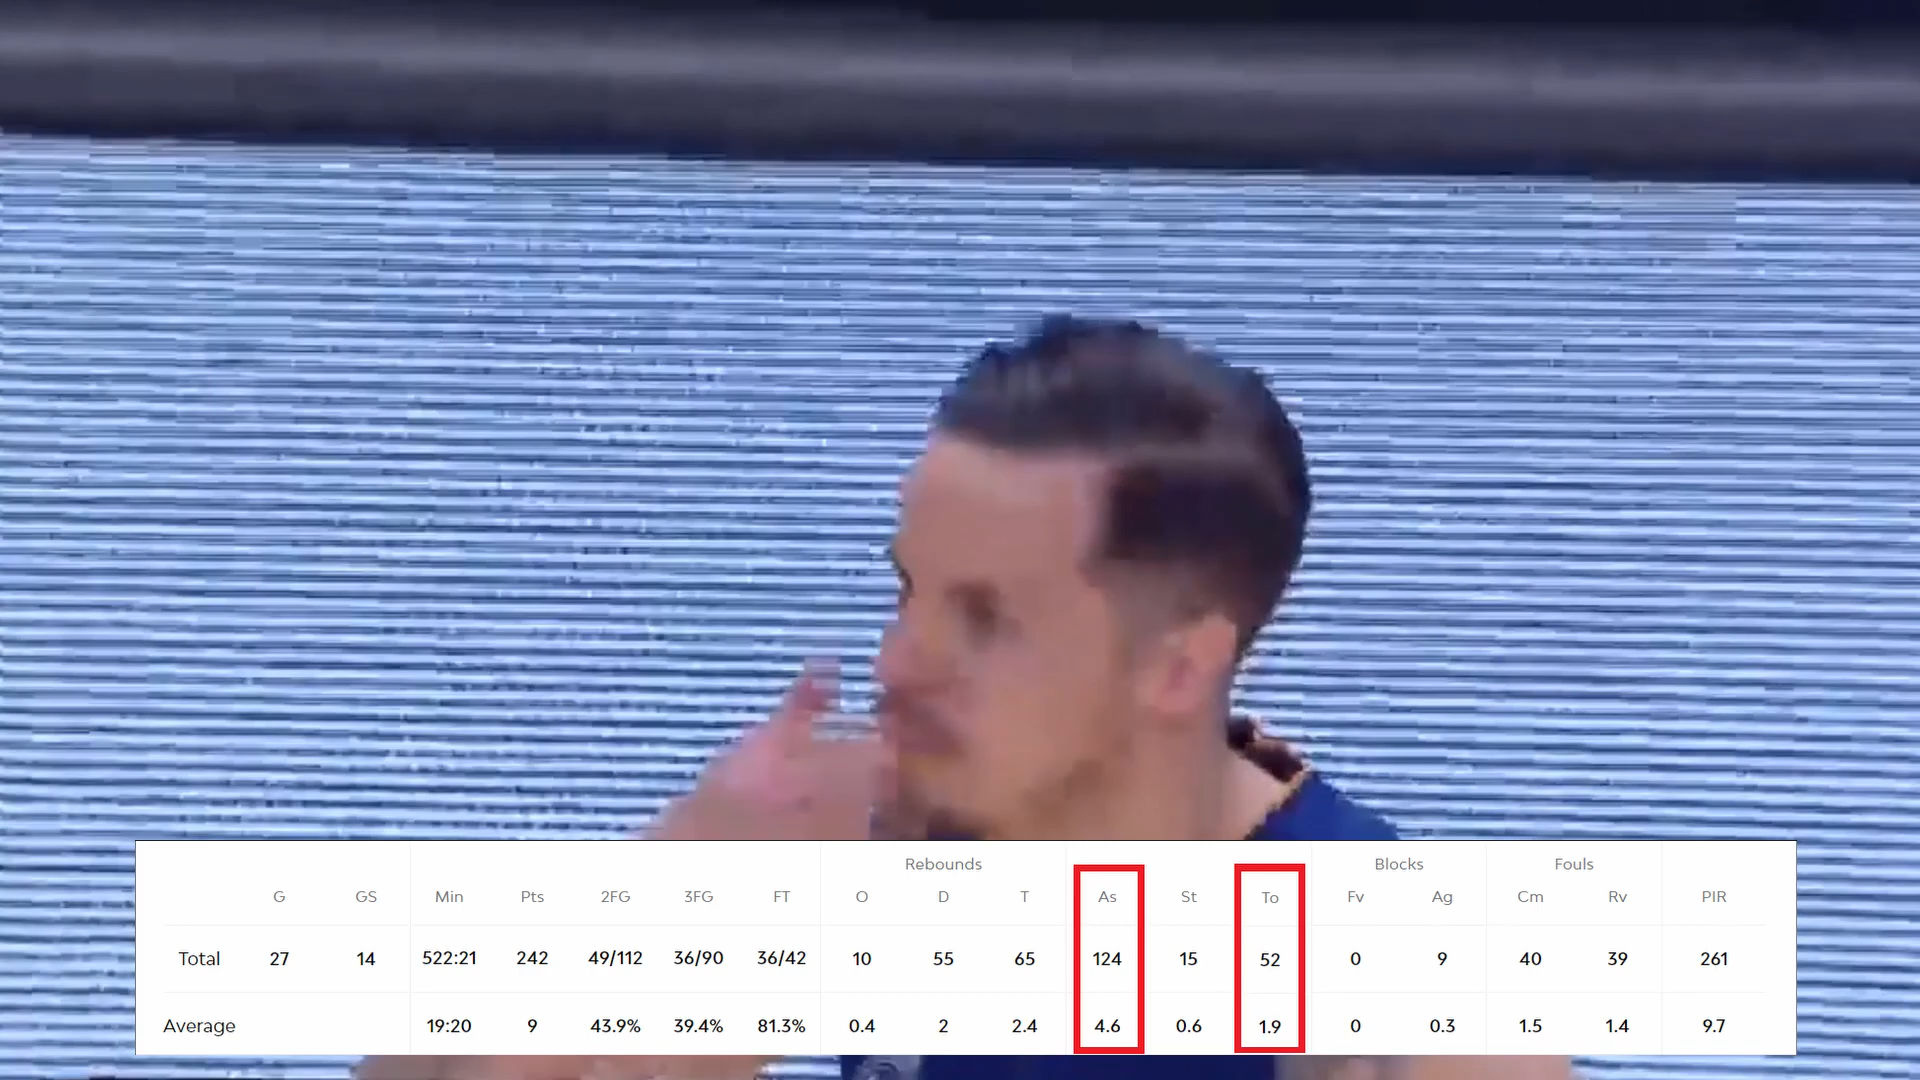 Rebounds Blocks Fouls
G GS Min Pts 2FG 3FG FT O D T As St To Fv Ag Cm Rv PIR
Total 27 14 522:21 242 49/112 36/90 36/42 10 55 65 124 15 52 0 9 40 39 261
Average 19:20 9 43.9% 39.4% 81.3% 0.4 2 2.4 4.6 0.6 1.9 0 0.3 1.5 1.4 9.7